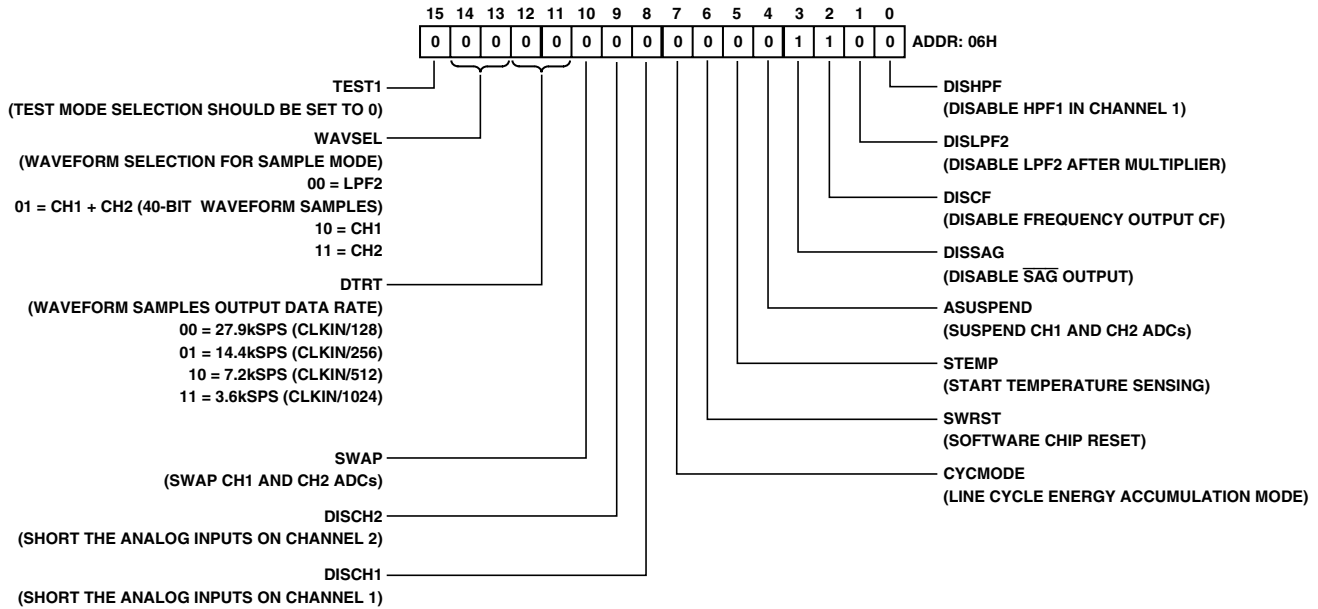 15 14 13 12 11 10 9 8 7 6 5 4 3 2 1 0
0 0 0 0 0 0 0 0 0 0 0 0 1 1 0 0 ADDR: 06H
TEST1
(TEST MODE SELECTION SHOULD BE SET TO 0)
WAVSEL
(WAVEFORM SELECTION FOR SAMPLE MODE)
00 = LPF2
01 = CH1 + CH2 (40-BIT WAVEFORM SAMPLES)
10 = CH1
11 = CH2
DTRT
(WAVEFORM SAMPLES OUTPUT DATA RATE)
00 = 27.9kSPS (CLKIN/128)
01 = 14.4kSPS (CLKIN/256)
10 = 7.2kSPS (CLKIN/512)
11 = 3.6kSPS (CLKIN/1024)
SWAP
(SWAP CH1 AND CH2 ADCs)
DISCH2
(SHORT THE ANALOG INPUTS ON CHANNEL 2)
DISCH1
(SHORT THE ANALOG INPUTS ON CHANNEL 1)
DISHPF
(DISABLE HPF1 IN CHANNEL 1)
DISLPF2
(DISABLE LPF2 AFTER MULTIPLIER)
DISCF
(DISABLE FREQUENCY OUTPUT CF)
DISSAG
(DISABLE S̅A̅G̅ OUTPUT)
ASUSPEND
(SUSPEND CH1 AND CH2 ADCs)
STEMP
(START TEMPERATURE SENSING)
SWRST
(SOFTWARE CHIP RESET)
CYCMODE
(LINE CYCLE ENERGY ACCUMULATION MODE)